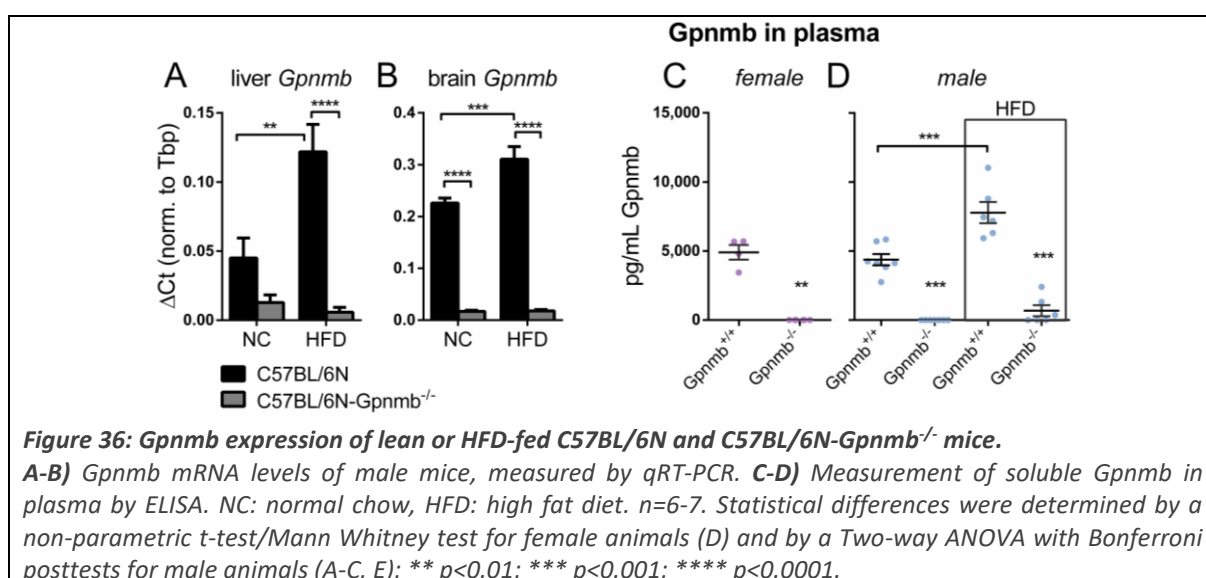 Gpnmb in plasma
A liver Gpnmb B brain Gpnmb C female D male
ΔCt (norm. to Tbp)
0.15
0.10
0.05
0.00
** ****
NC HFD
0.4
0.3
0.2
0.1
0.0
*** **** ****
NC HFD
C57BL/6N
C57BL/6N-Gpnmb-/-
pg/mL Gpnmb
15,000
10,000
5,000
0
**
Gpnmb+/+ Gpnmb-/-
HFD
*** *** ***
Gpnmb+/+ Gpnmb-/- Gpnmb+/+ Gpnmb-/-
Figure 36: Gpnmb expression of lean or HFD-fed C57BL/6N and C57BL/6N-Gpnmb-/- mice.
A-B) Gpnmb mRNA levels of male mice, measured by qRT-PCR. C-D) Measurement of soluble Gpnmb in
plasma by ELISA. NC: normal chow, HFD: high fat diet. n=6-7. Statistical differences were determined by a
non-parametric t-test/Mann Whitney test for female animals (D) and by a Two-way ANOVA with Bonferroni
posttests for male animals (A-C, E); ** p<0.01; *** p<0.001; **** p<0.0001.